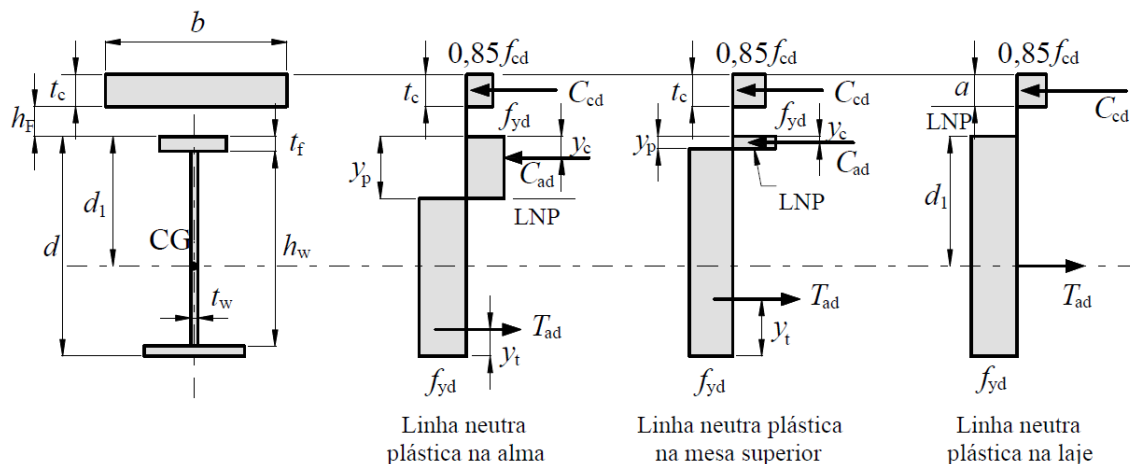 b
t_c
h_F
t_f
d_1
d
CG
h_w
t_w
0,85f_cd
t_c
C_cd
f_yd
y_c
y_p
C_ad
LNP
T_ad
y_t
f_yd
Linha neutra
plástica na alma
0,85f_cd
t_c
C_cd
f_yd
y_c
y_p
C_ad
LNP
T_ad
y_t
f_yd
Linha neutra plástica
na mesa superior
0,85f_cd
a
C_cd
LNP
d_1
T_ad
f_yd
Linha neutra
plástica na laje